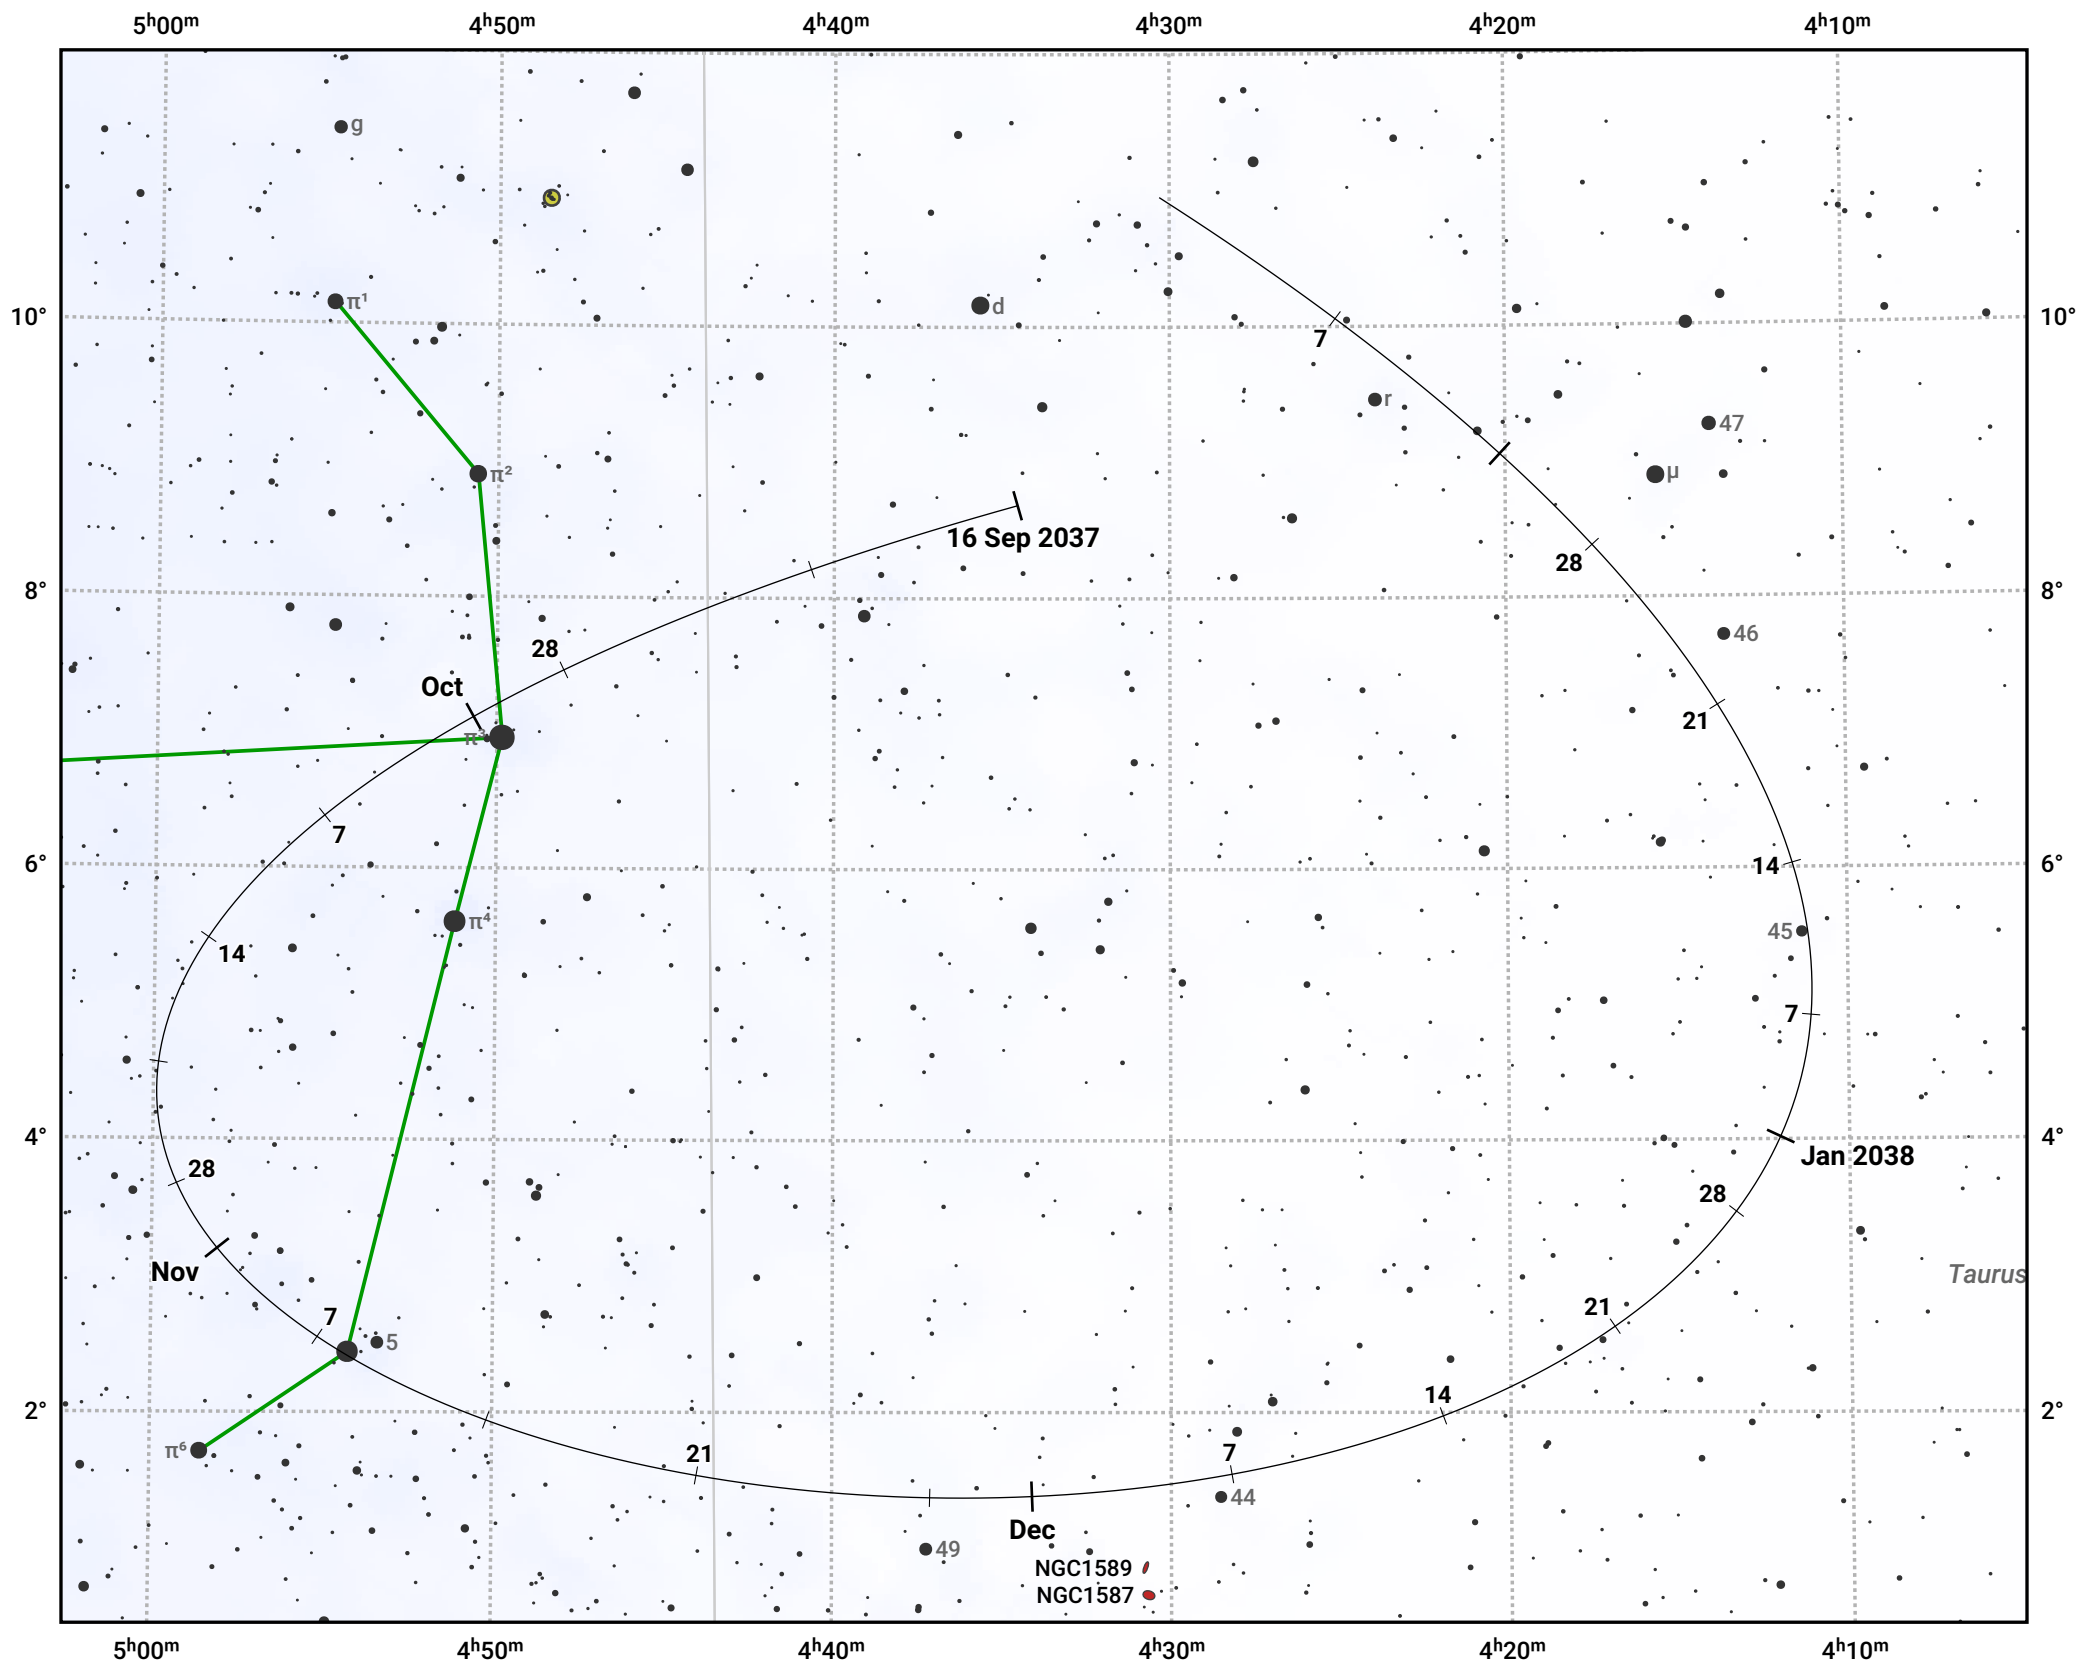 5ʰ00ᵐ 4ʰ50ᵐ 4ʰ40ᵐ 4ʰ30ᵐ 4ʰ20ᵐ 4ʰ10ᵐ
g
π¹
d
10° 10°
7
r
47
π²
μ
16 Sep 2037
28
8° 8°
46
28
Oct
21
π³
7
6° 6°
14
π⁴
45
14
7
4° 4°
Jan 2038
28
28
Nov
Taurus
7
21
5
14
2° 2°
π⁶
21
7
44
Dec
49
NGC1589
NGC1587
5ʰ00ᵐ 4ʰ50ᵐ 4ʰ40ᵐ 4ʰ30ᵐ 4ʰ20ᵐ 4ʰ10ᵐ